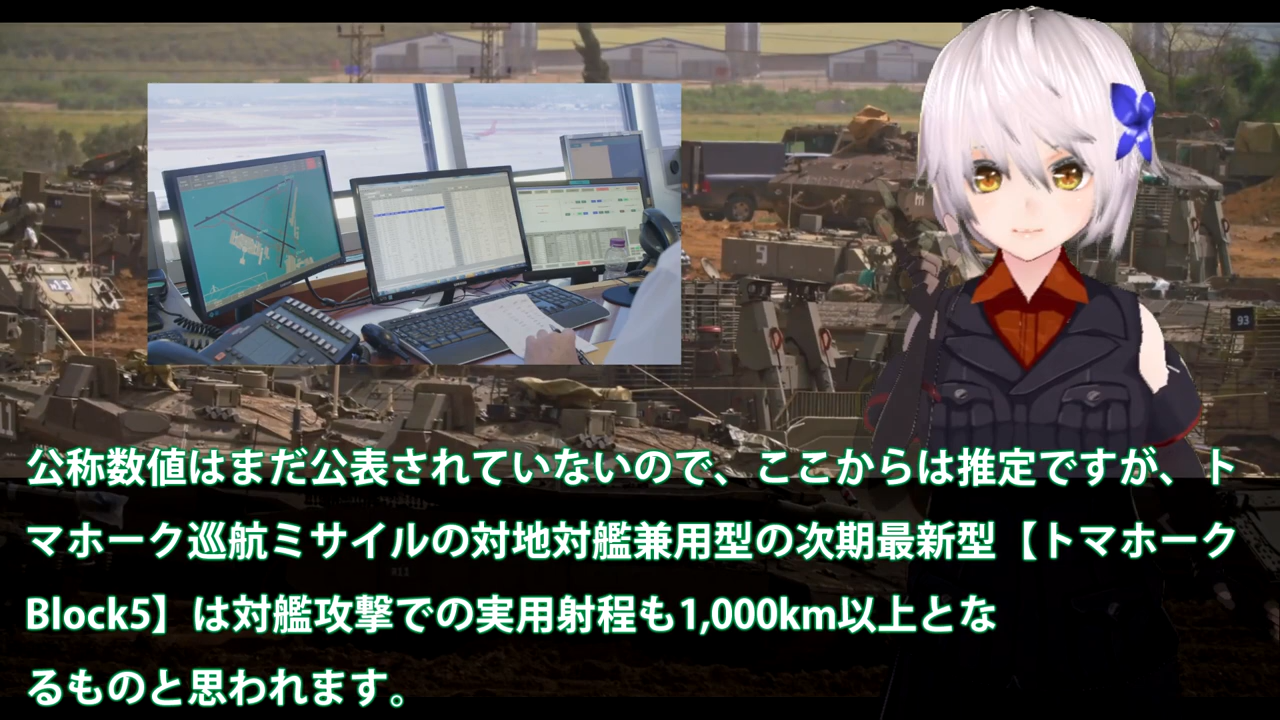 93
公称数値はまだ公表されていないので、ここからは推定ですが、ト
マホーク巡航ミサイルの対地対艦兼用型の次期最新型【トマホーク
Block5】は対艦攻撃での実用射程も1,000km以上とな
るものと思われます。